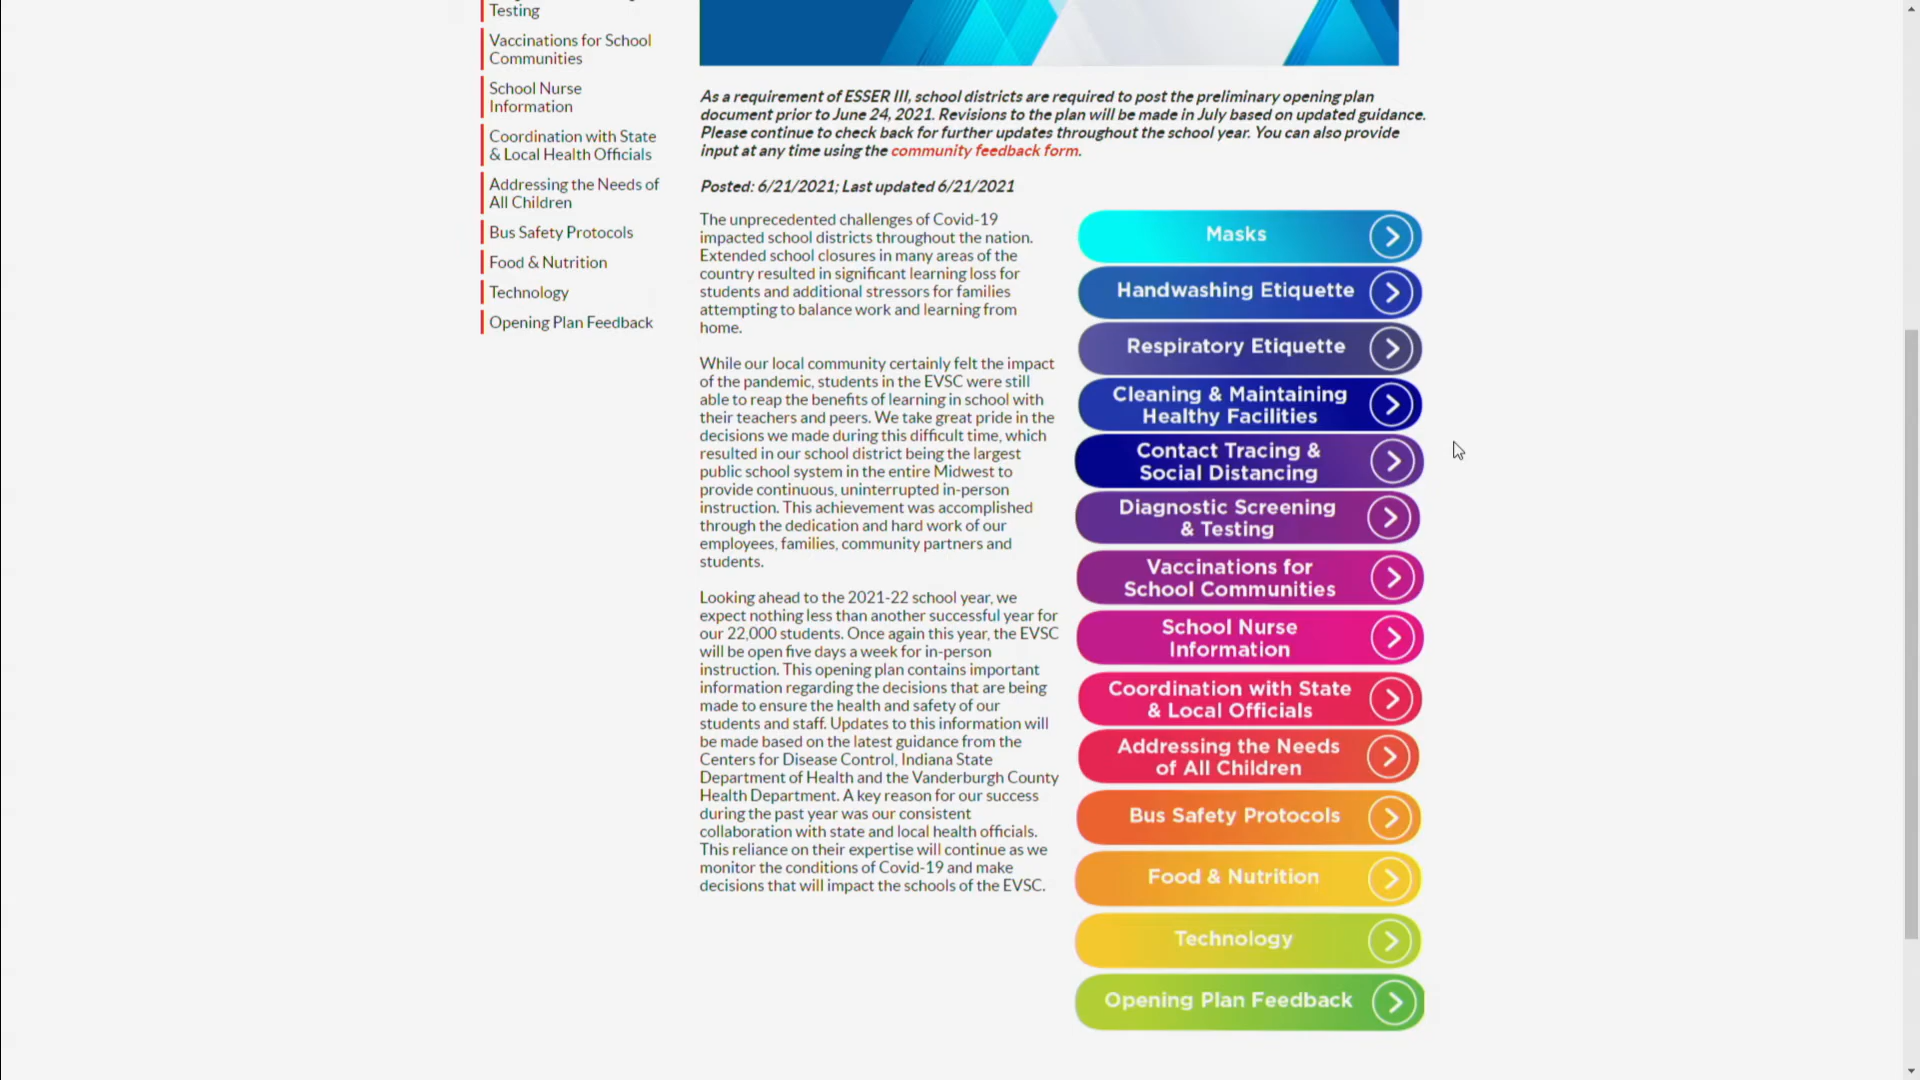 Testing
Vaccinations for School
Communities
School Nurse
Information
Coordination with State
& Local Health Officials
Addressing the Needs of
All Children
Bus Safety Protocols
Food & Nutrition
Technology
Opening Plan Feedback
As a requirement of ESSER III, school districts are required to post the preliminary opening plan
document prior to June 24, 2021. Revisions to the plan will be made in July based on updated guidance.
Please continue to check back for further updates throughout the school year. You can also provide
input at any time using the community feedback form.
Posted: 6/21/2021; Last updated 6/21/2021
The unprecedented challenges of Covid-19
impacted school districts throughout the nation.
Extended school closures in many areas of the
country resulted in significant learning loss for
students and additional stressors for families
attempting to balance work and learning from
home.
While our local community certainly felt the impact
of the pandemic, students in the EVSC were still
able to reap the benefits of learning in school with
their teachers and peers. We take great pride in the
decisions we made during this difficult time, which
resulted in our school district being the largest
public school system in the entire Midwest to
provide continuous, uninterrupted in-person
instruction. This achievement was accomplished
through the dedication and hard work of our
employees, families, community partners and
students.
Looking ahead to the 2021-22 school year, we
expect nothing less than another successful year for
our 22,000 students. Once again this year, the EVSC
will be open five days a week for in-person
instruction. This opening plan contains important
information regarding the decisions that are being
made to ensure the health and safety of our
students and staff. Updates to this information will
be made based on the latest guidance from the
Centers for Disease Control, Indiana State
Department of Health and the Vanderburgh County
Health Department. A key reason for our success
during the past year was our consistent
collaboration with state and local health officials.
This reliance on their expertise will continue as we
monitor the conditions of Covid-19 and make
decisions that will impact the schools of the EVSC.
Masks
Handwashing Etiquette
Respiratory Etiquette
Cleaning & Maintaining
Healthy Facilities
Contact Tracing &
Social Distancing
Diagnostic Screening
& Testing
Vaccinations for
School Communities
School Nurse
Information
Coordination with State
& Local Officials
Addressing the Needs
of All Children
Bus Safety Protocols
Food & Nutrition
Technology
Opening Plan Feedback